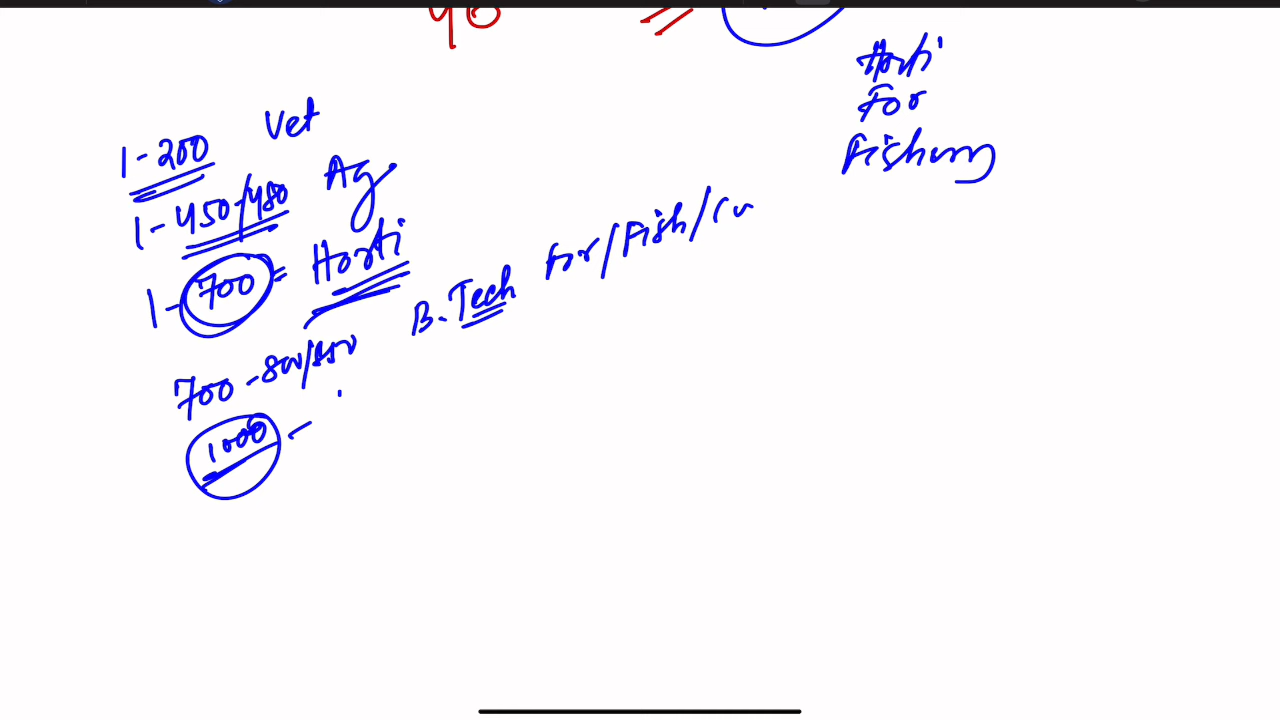 40
Horti
For
Fishery
1-200 Vet
1-450/480 Ag
1-700 = Horti
700-800/850 B.Tech For/Fish/
1000 -